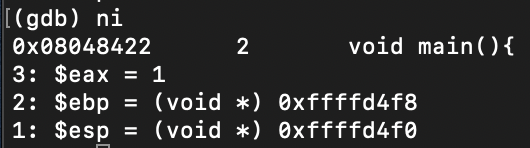 (gdb) ni
0x08048422 2 void main(){
3: $eax = 1
2: $ebp = (void *) 0xffffd4f8
1: $esp = (void *) 0xffffd4f0